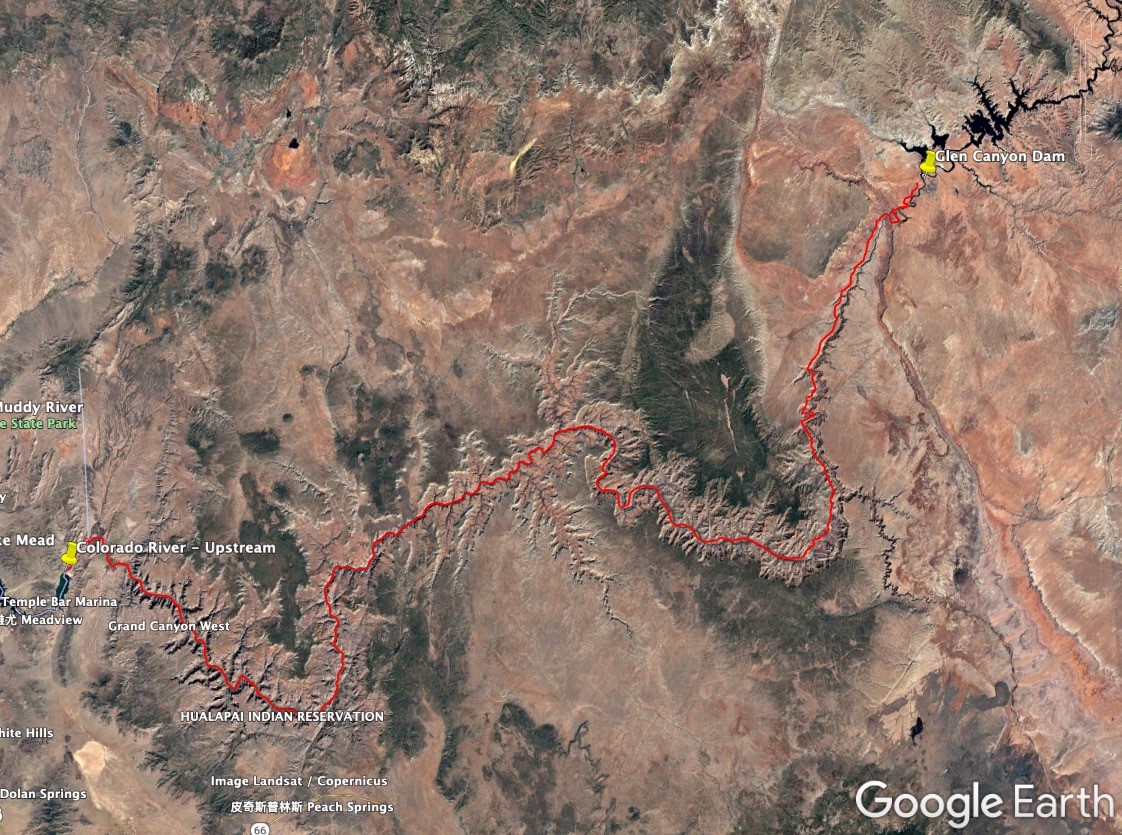 Glen Canyon Dam
Muddy River
e State Park
y
ke Mead
Colorado River - Upstream
Temple Bar Marina
Meadview
Grand Canyon West
HUALAPAI INDIAN RESERVATION
hite Hills
Image Landsat / Copernicus
Dolan Springs
皮奇斯普林斯 Peach Springs
Google Earth
66